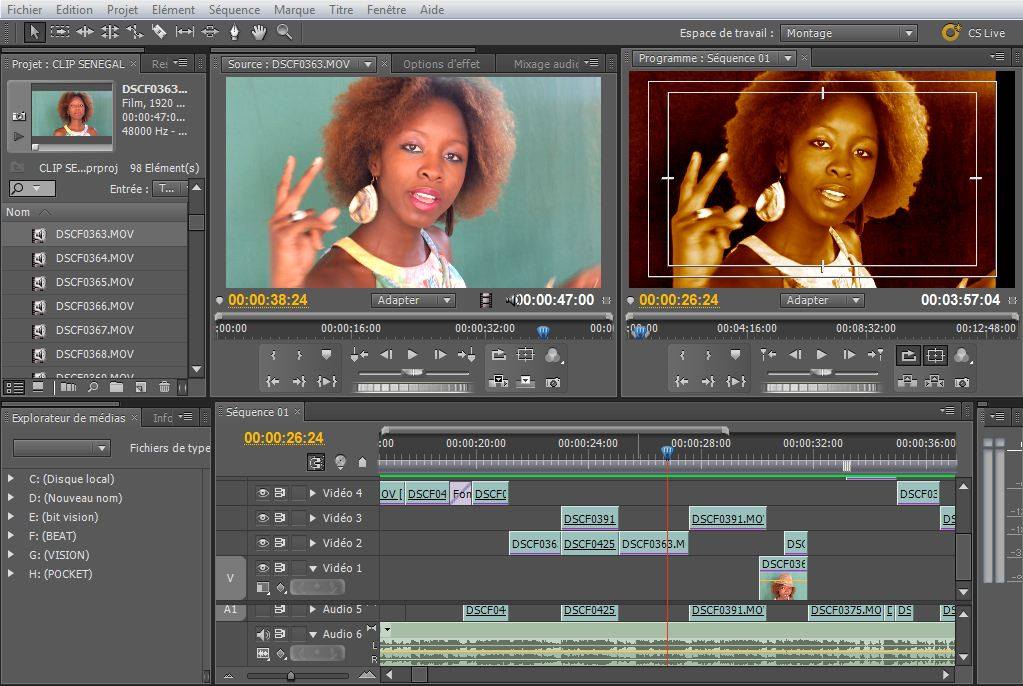 Fichier Edition Projet Elément Séquence Marque Titre Fenêtre Aide
Espace de travail : Montage CS Live
Projet : CLIP SENEGAL ×
DSCF0363...
Film, 1920 ...
00:00:47:0...
48000 Hz - ...
CLIP SE...prproj 98 Elément(s)
Entrée : T...
Nom
DSCF0363.MOV
DSCF0364.MOV
DSCF0365.MOV
DSCF0366.MOV
DSCF0367.MOV
DSCF0368.MOV
Source : DSCF0363.MOV × Options d'effet Mixage audio
00:00:38:24 Adapter 00:00:47:00
:00:00 00:00:16:00 00:00:32:00 00:0
Programme : Séquence 01 ×
00:00:26:24 Adapter 00:03:57:04
00:00 00:04:16:00 00:08:32:00 00:12:48:00
Explorateur de médias × Info
Fichiers de type
C: (Disque local)
D: (Nouveau nom)
E: (bit vision)
F: (BEAT)
G: (VISION)
H: (POCKET)
Séquence 01 ×
00:00:26:24
:00 00:00:20:00 00:00:24:00 00:00:28:00 00:00:32:00 00:00:36:00
Vidéo 4 OV [ DSCF04 Fon DSCF0 DSCF03
Vidéo 3 DSCF0391 DSCF0391.MO DS
Vidéo 2 DSCF036 DSCF0425 DSCF0363.M DSC
V Vidéo 1 DSCF036
A1 Audio 5 DSCF04 DSCF0425 DSCF0391.MO DSCF0375.MO D DS DS
Audio 6 L
R